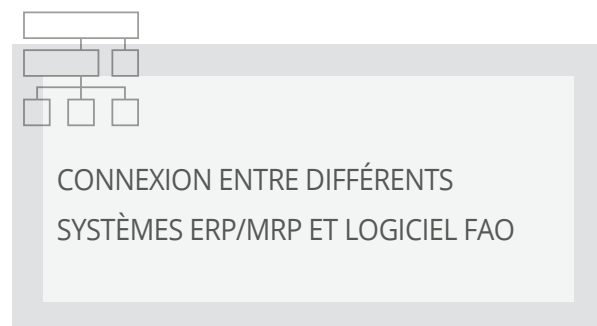 CONNEXION ENTRE DIFFÉRENTS
SYSTÈMES ERP/MRP ET LOGICIEL FAO